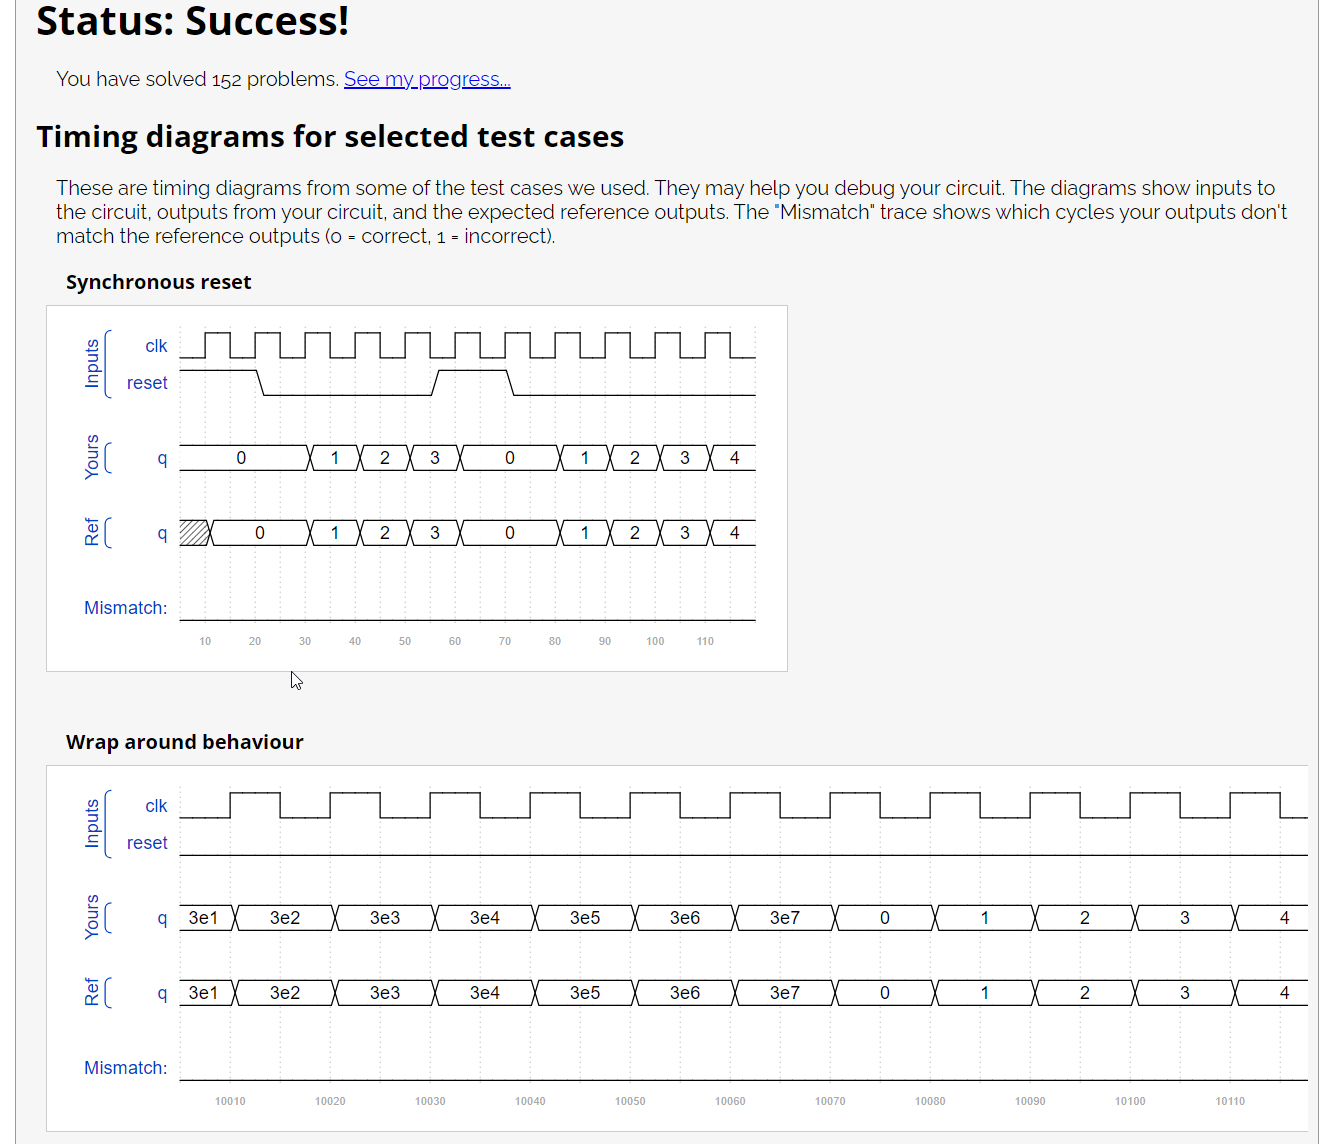 Status: Success!
You have solved 152 problems. See my progress...
Timing diagrams for selected test cases
These are timing diagrams from some of the test cases we used. They may help you debug your circuit. The diagrams show inputs to
the circuit, outputs from your circuit, and the expected reference outputs. The "Mismatch" trace shows which cycles your outputs don't
match the reference outputs (0 = correct, 1 = incorrect).
Synchronous reset
Inputs
clk
reset
Yours
q 0 1 2 3 0 1 2 3 4
Ref
q 0 1 2 3 0 1 2 3 4
Mismatch:
10 20 30 40 50 60 70 80 90 100 110
Wrap around behaviour
Inputs
clk
reset
Yours
q 3e1 3e2 3e3 3e4 3e5 3e6 3e7 0 1 2 3 4
Ref
q 3e1 3e2 3e3 3e4 3e5 3e6 3e7 0 1 2 3 4
Mismatch:
10010 10020 10030 10040 10050 10060 10070 10080 10090 10100 10110